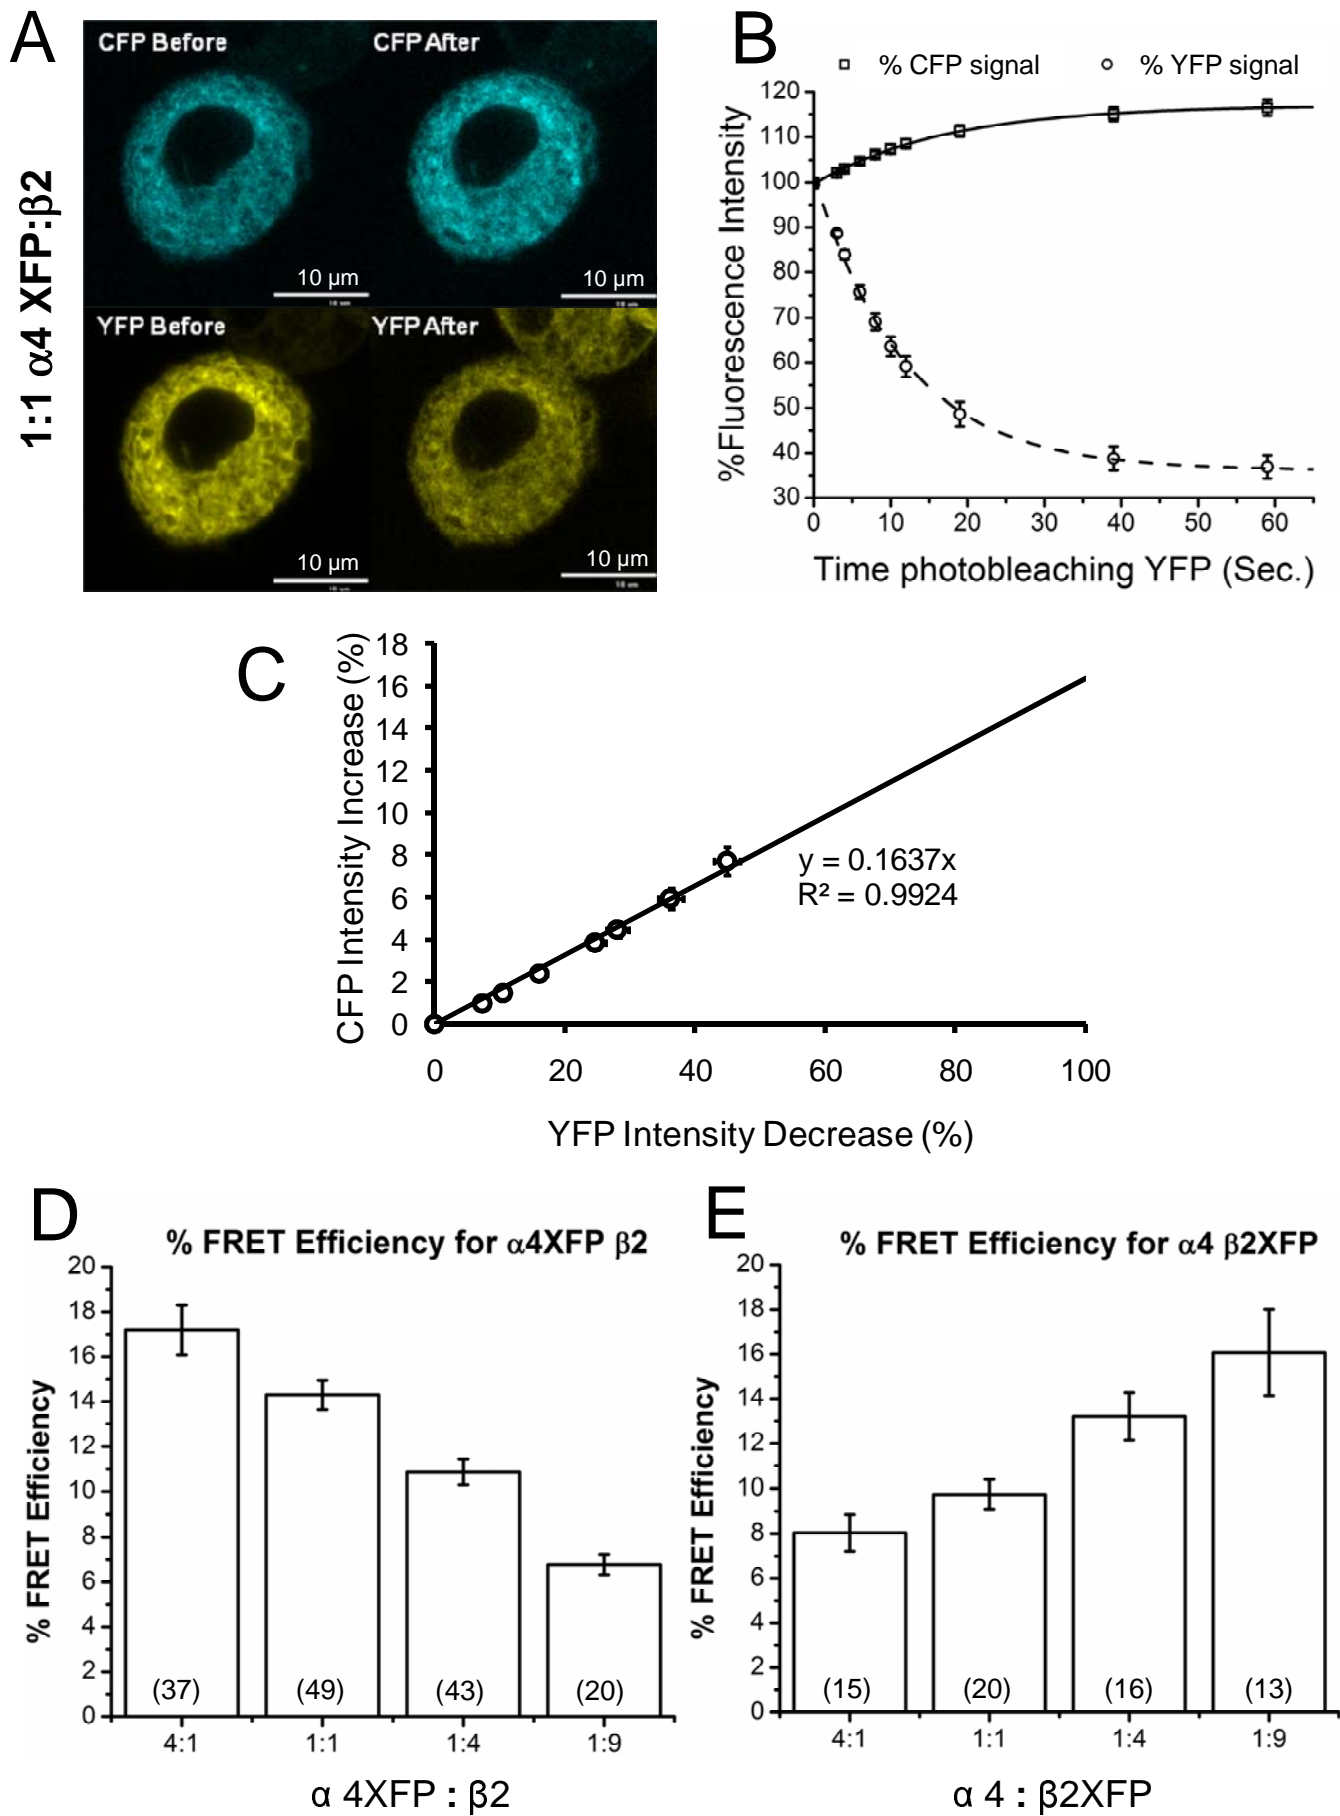 A
CFP Before
CFP After
10 µm
10 µm
YFP Before
YFP After
10 µm
10 µm
1:1 α4 XFP:β2
B
% CFP signal
% YFP signal
%Fluorescence Intensity
120
110
100
90
80
70
60
50
40
30
0 10 20 30 40 50 60
Time photobleaching YFP (Sec.)
C
CFP Intensity Increase (%)
18
16
14
12
10
8
6
4
2
0
y = 0.1637x
R² = 0.9924
0 20 40 60 80 100
YFP Intensity Decrease (%)
D
% FRET Efficiency for α4XFP β2
% FRET Efficiency
20
18
16
14
12
10
8
6
4
2
0
(37) (49) (43) (20)
4:1 1:1 1:4 1:9
α 4XFP : β2
E
% FRET Efficiency for α4 β2XFP
% FRET Efficiency
20
18
16
14
12
10
8
6
4
2
0
(15) (20) (16) (13)
4:1 1:1 1:4 1:9
α 4 : β2XFP